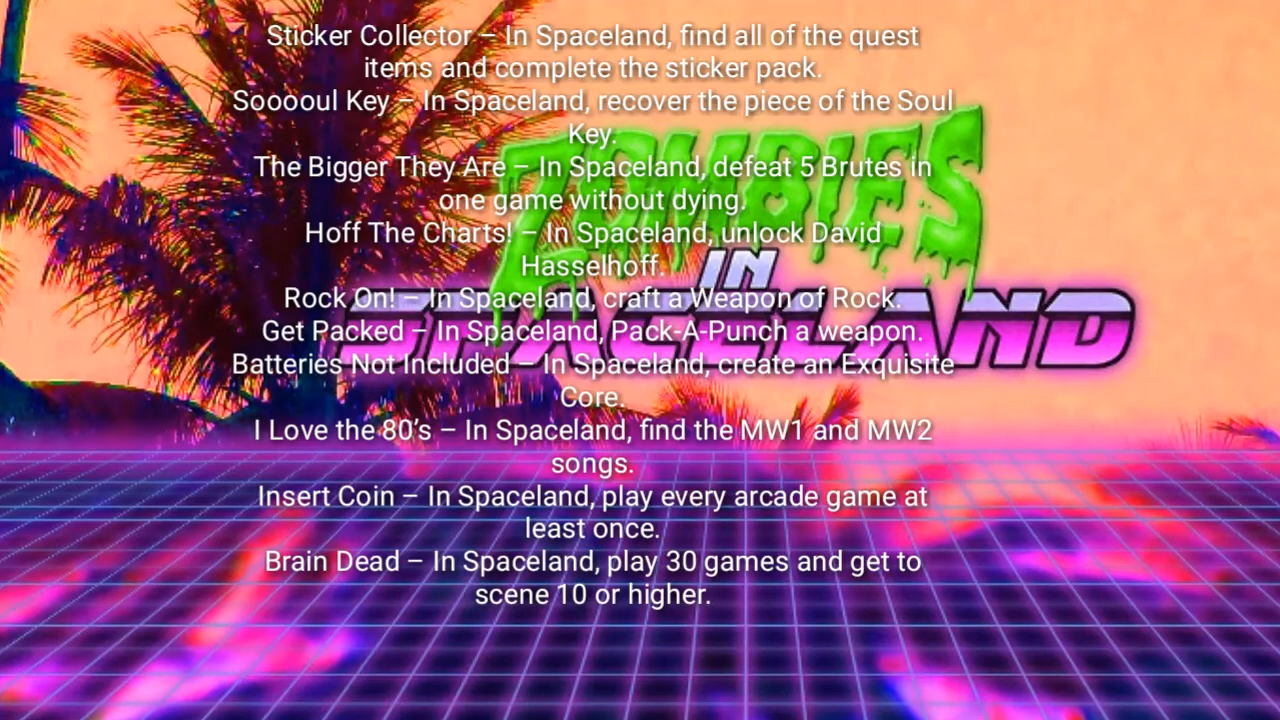 Sticker Collector – In Spaceland, find all of the quest
items and complete the sticker pack.
Sooooul Key – In Spaceland, recover the piece of the Soul
Key.
The Bigger They Are – In Spaceland, defeat 5 Brutes in
one game without dying.
Hoff The Charts! – In Spaceland, unlock David
Hasselhoff.
Rock On! – In Spaceland, craft a Weapon of Rock.
Get Packed – In Spaceland, Pack-A-Punch a weapon.
Batteries Not Included – In Spaceland, create an Exquisite
Core.
I Love the 80’s – In Spaceland, find the MW1 and MW2
songs.
Insert Coin – In Spaceland, play every arcade game at
least once.
Brain Dead – In Spaceland, play 30 games and get to
scene 10 or higher.
ZOMBIES
IN
SPACELAND